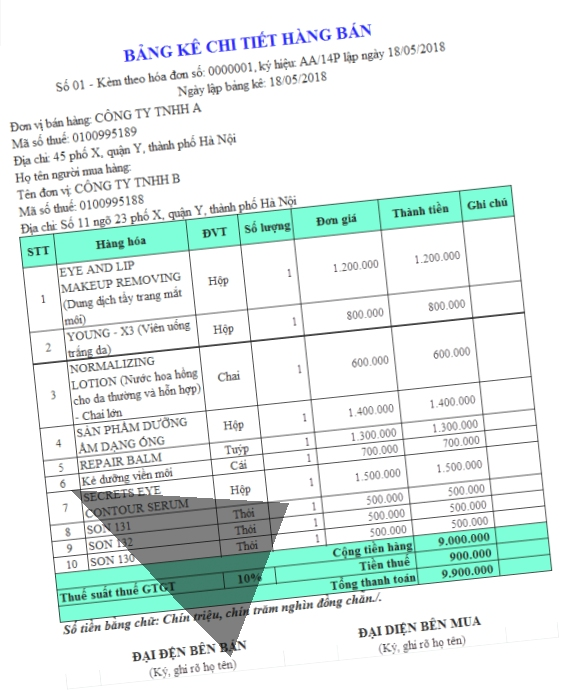 BẢNG KÊ CHI TIẾT HÀNG BÁN
Số 01 - Kèm theo hóa đơn số: 0000001, ký hiệu: AA/14P lập ngày 18/05/2018
Ngày lập bảng kê: 18/05/2018
Đơn vị bán hàng: CÔNG TY TNHH A
Mã số thuế: 0100995189
Địa chỉ: 45 phố X, quận Y, thành phố Hà Nội
Họ tên người mua hàng:
Tên đơn vị: CÔNG TY TNHH B
Mã số thuế: 0100995188
Địa chỉ: Số 11 ngõ 23 phố X, quận Y, thành phố Hà Nội
STT Hàng hóa ĐVT Số lượng Đơn giá Thành tiền Ghi chú
1 EYE AND LIP MAKEUP REMOVING (Dung dịch tẩy trang mắt môi) Hộp 1 1.200.000 1.200.000
2 YOUNG - X3 (Viên uống trắng da) Hộp 1 800.000 800.000
3 NORMALIZING LOTION (Nước hoa hồng cho da thường và hỗn hợp) - Chai lớn Chai 1 600.000 600.000
4 SẢN PHẨM DƯỠNG ẨM DẠNG ỐNG Hộp 1 1.400.000 1.400.000
5 REPAIR BALM Tuýp 1 1.300.000 1.300.000
6 Kẻ dưỡng viền môi Cái 1 700.000 700.000
7 SECRETS EYE CONTOUR SERUM Hộp 1 1.500.000 1.500.000
8 SON 131 Thỏi 1 500.000 500.000
9 SON 132 Thỏi 1 500.000 500.000
10 SON 130 Thỏi 1 500.000 500.000
Cộng tiền hàng 9.000.000
Thuế suất thuế GTGT 10% Tiền thuế 900.000
Tổng thanh toán 9.900.000
Số tiền bằng chữ: Chín triệu, chín trăm nghìn đồng chẵn./.
ĐẠI ĐỆN BÊN BÁN ĐẠI DIỆN BÊN MUA
(Ký, ghi rõ họ tên) (Ký, ghi rõ họ tên)